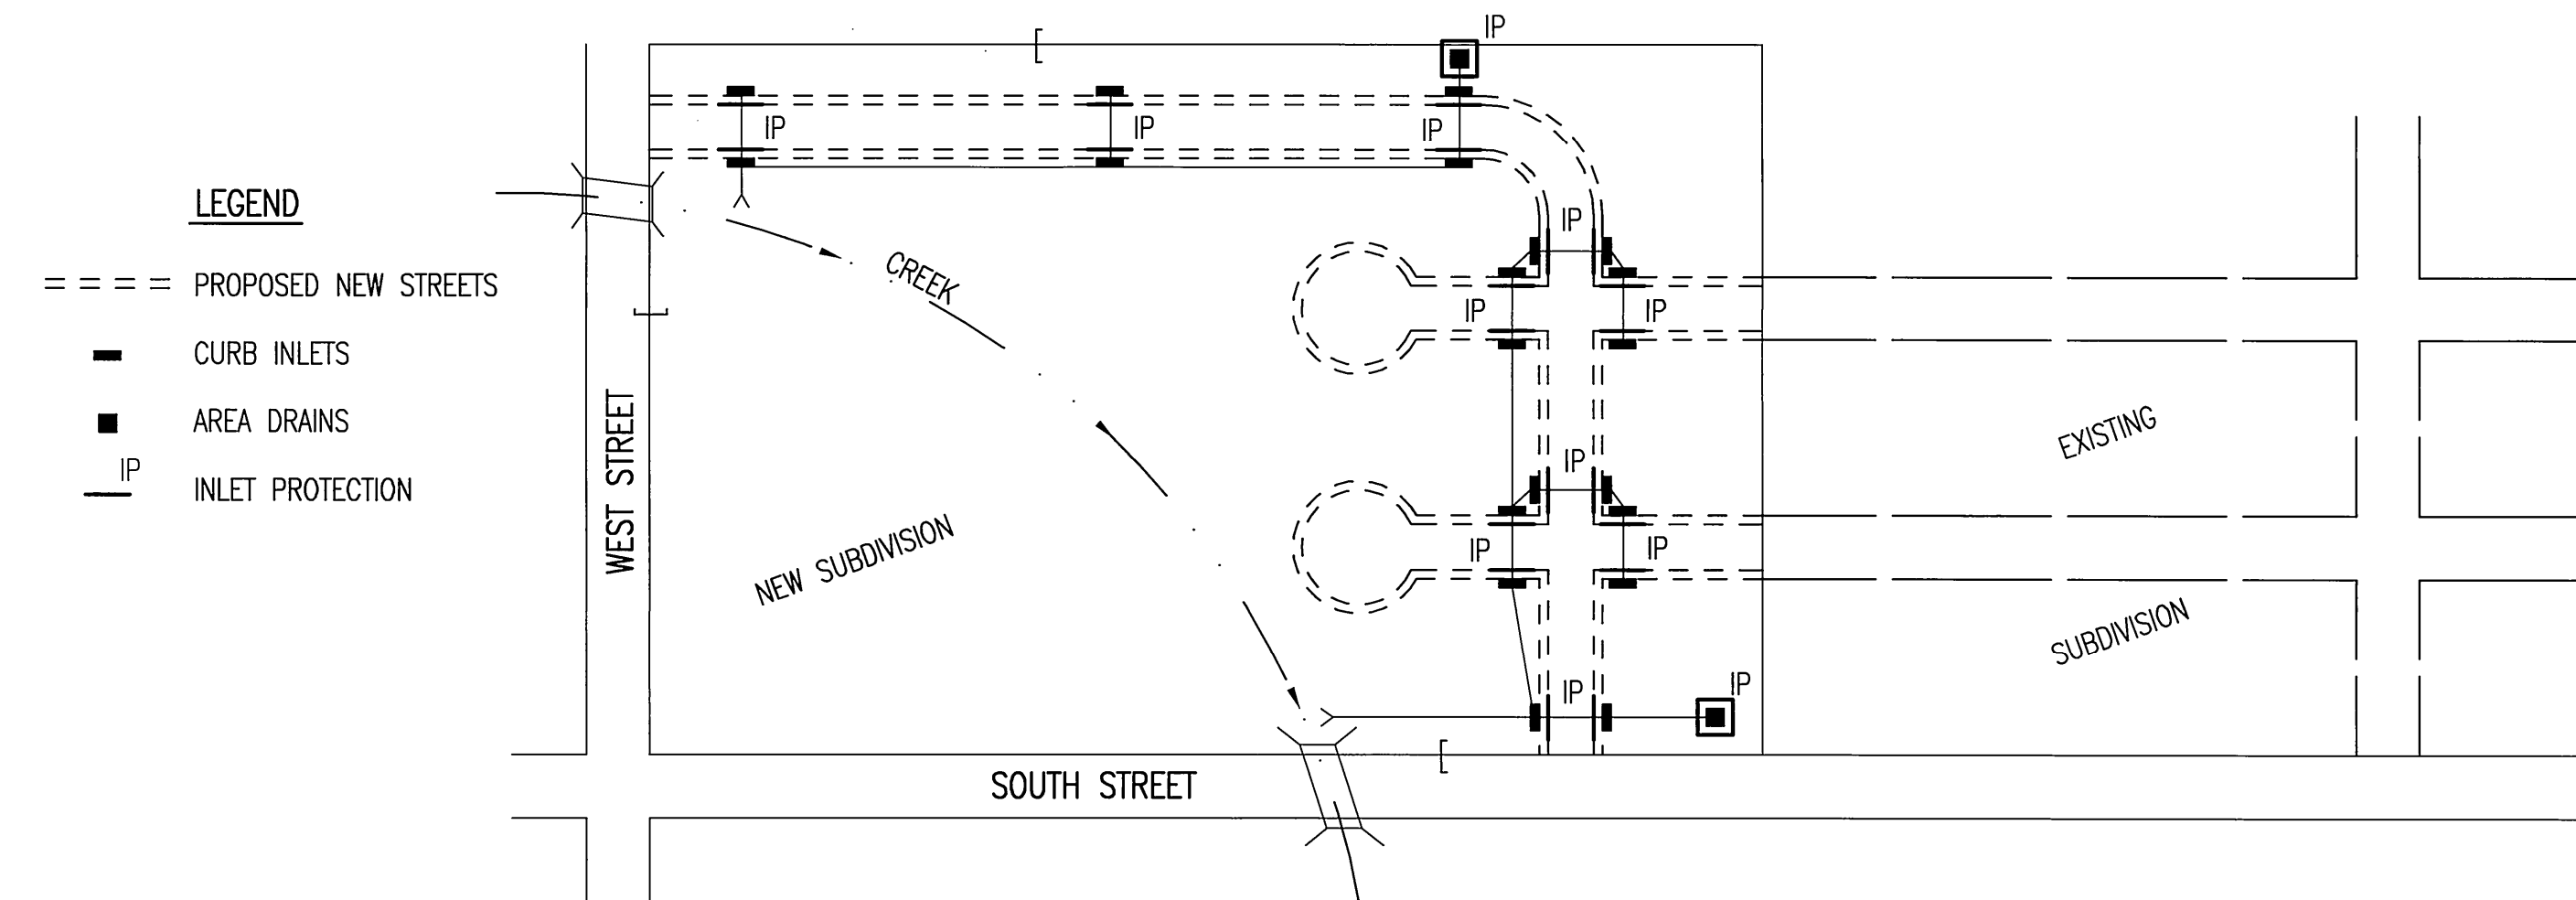 LEGEND
PROPOSED NEW STREETS
CURB INLETS
AREA DRAINS
IP
INLET PROTECTION
IP
IP
IP
IP
IP
CREEK
IP
IP
WEST STREET
NEW SUBDIVISION
IP
IP
IP
IP
EXISTING
SUBDIVISION
IP
IP
SOUTH STREET